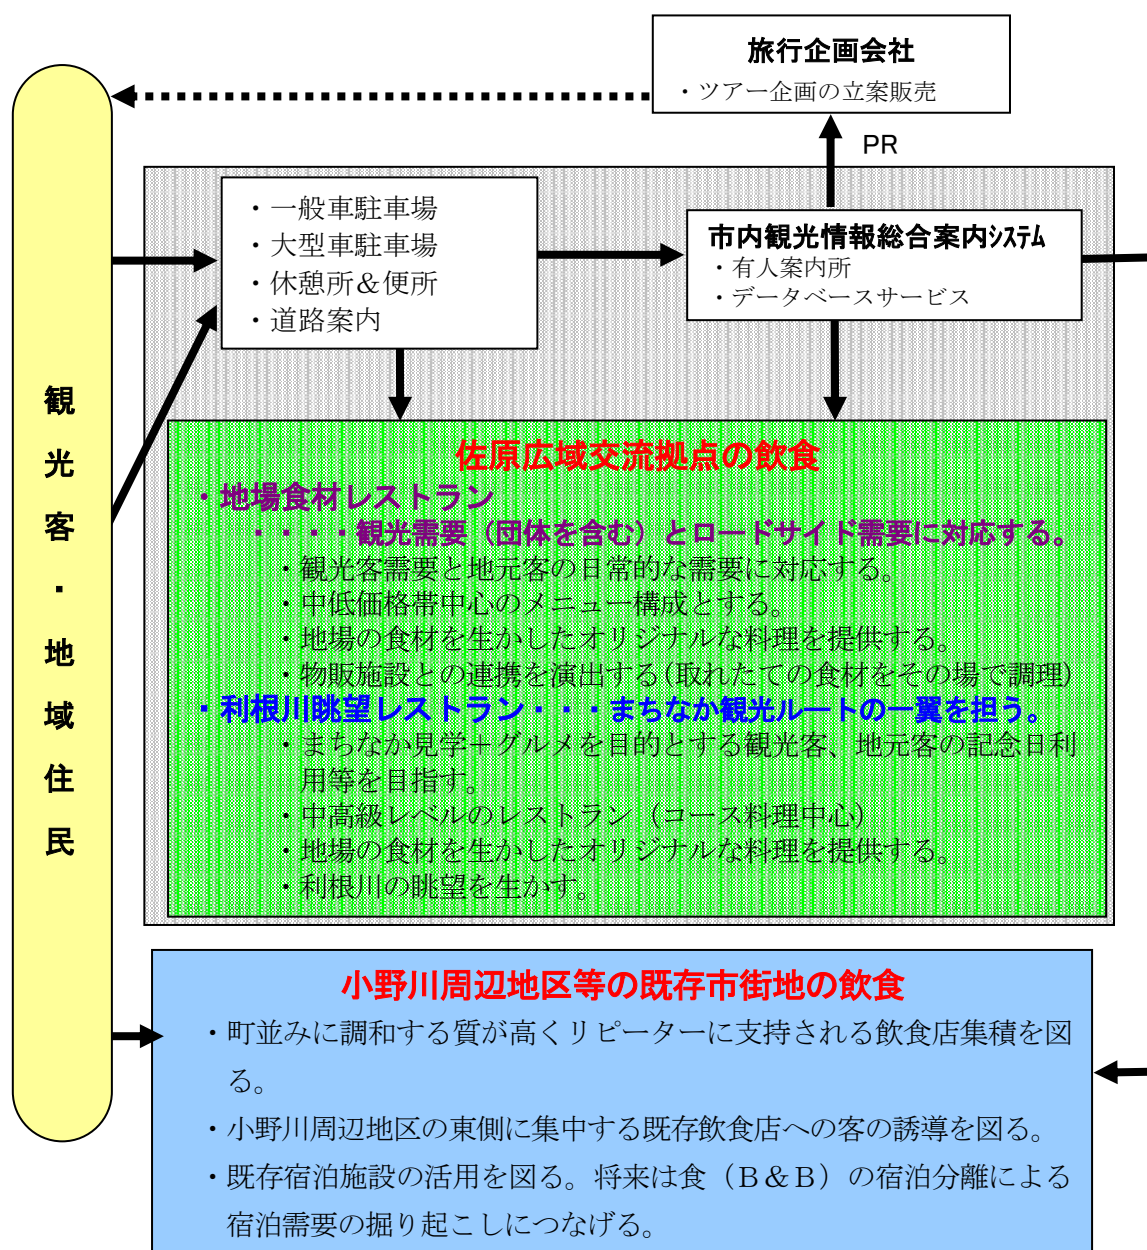 旅行企画会社
・ツアー企画の立案販売
PR
・一般車駐車場
・大型車駐車場
・休憩所＆便所
・道路案内
市内観光情報総合案内ｼｽﾃﾑ
・有人案内所
・データベースサービス
観光客・地域住民
佐原広域交流拠点の飲食
・地場食材レストラン
・・・・観光需要（団体を含む）とロードサイド需要に対応する。
・観光客需要と地元客の日常的な需要に対応する。
・中低価格帯中心のメニュー構成とする。
・地場の食材を生かしたオリジナルな料理を提供する。
・物販施設との連携を演出する（取れたての食材をその場で調理）
・利根川眺望レストラン・・・まちなか観光ルートの一翼を担う。
・まちなか見学＋グルメを目的とする観光客、地元客の記念日利
用等を目指す。
・中高級レベルのレストラン（コース料理中心）
・地場の食材を生かしたオリジナルな料理を提供する。
・利根川の眺望を生かす。
小野川周辺地区等の既存市街地の飲食
・町並みに調和する質が高くリピーターに支持される飲食店集積を図
る。
・小野川周辺地区の東側に集中する既存飲食店への客の誘導を図る。
・既存宿泊施設の活用を図る。将来は食（Ｂ＆Ｂ）の宿泊分離による
宿泊需要の掘り起こしにつなげる。